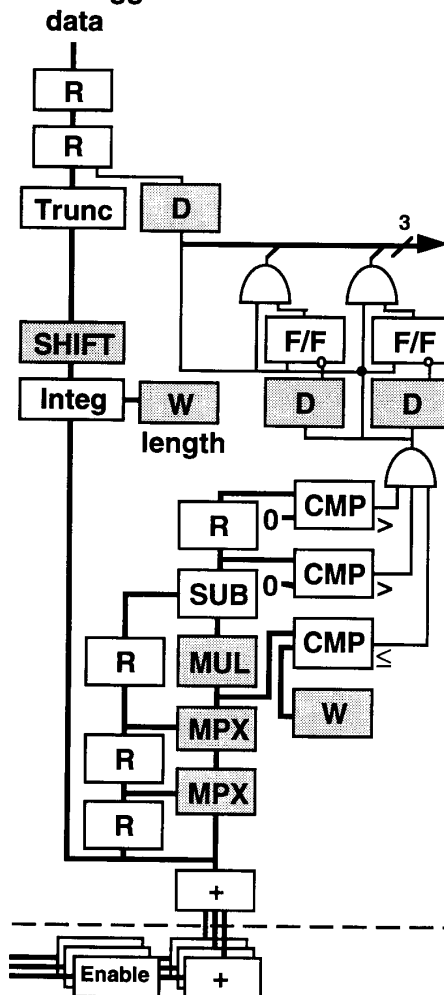 data
R
R
Trunc
D
3
F/F
F/F
SHIFT
Integ
W
D
D
length
CMP
R
0
>
CMP
0
>
SUB
CMP
R
MUL
≤
W
MPX
R
MPX
R
+
Enable
+